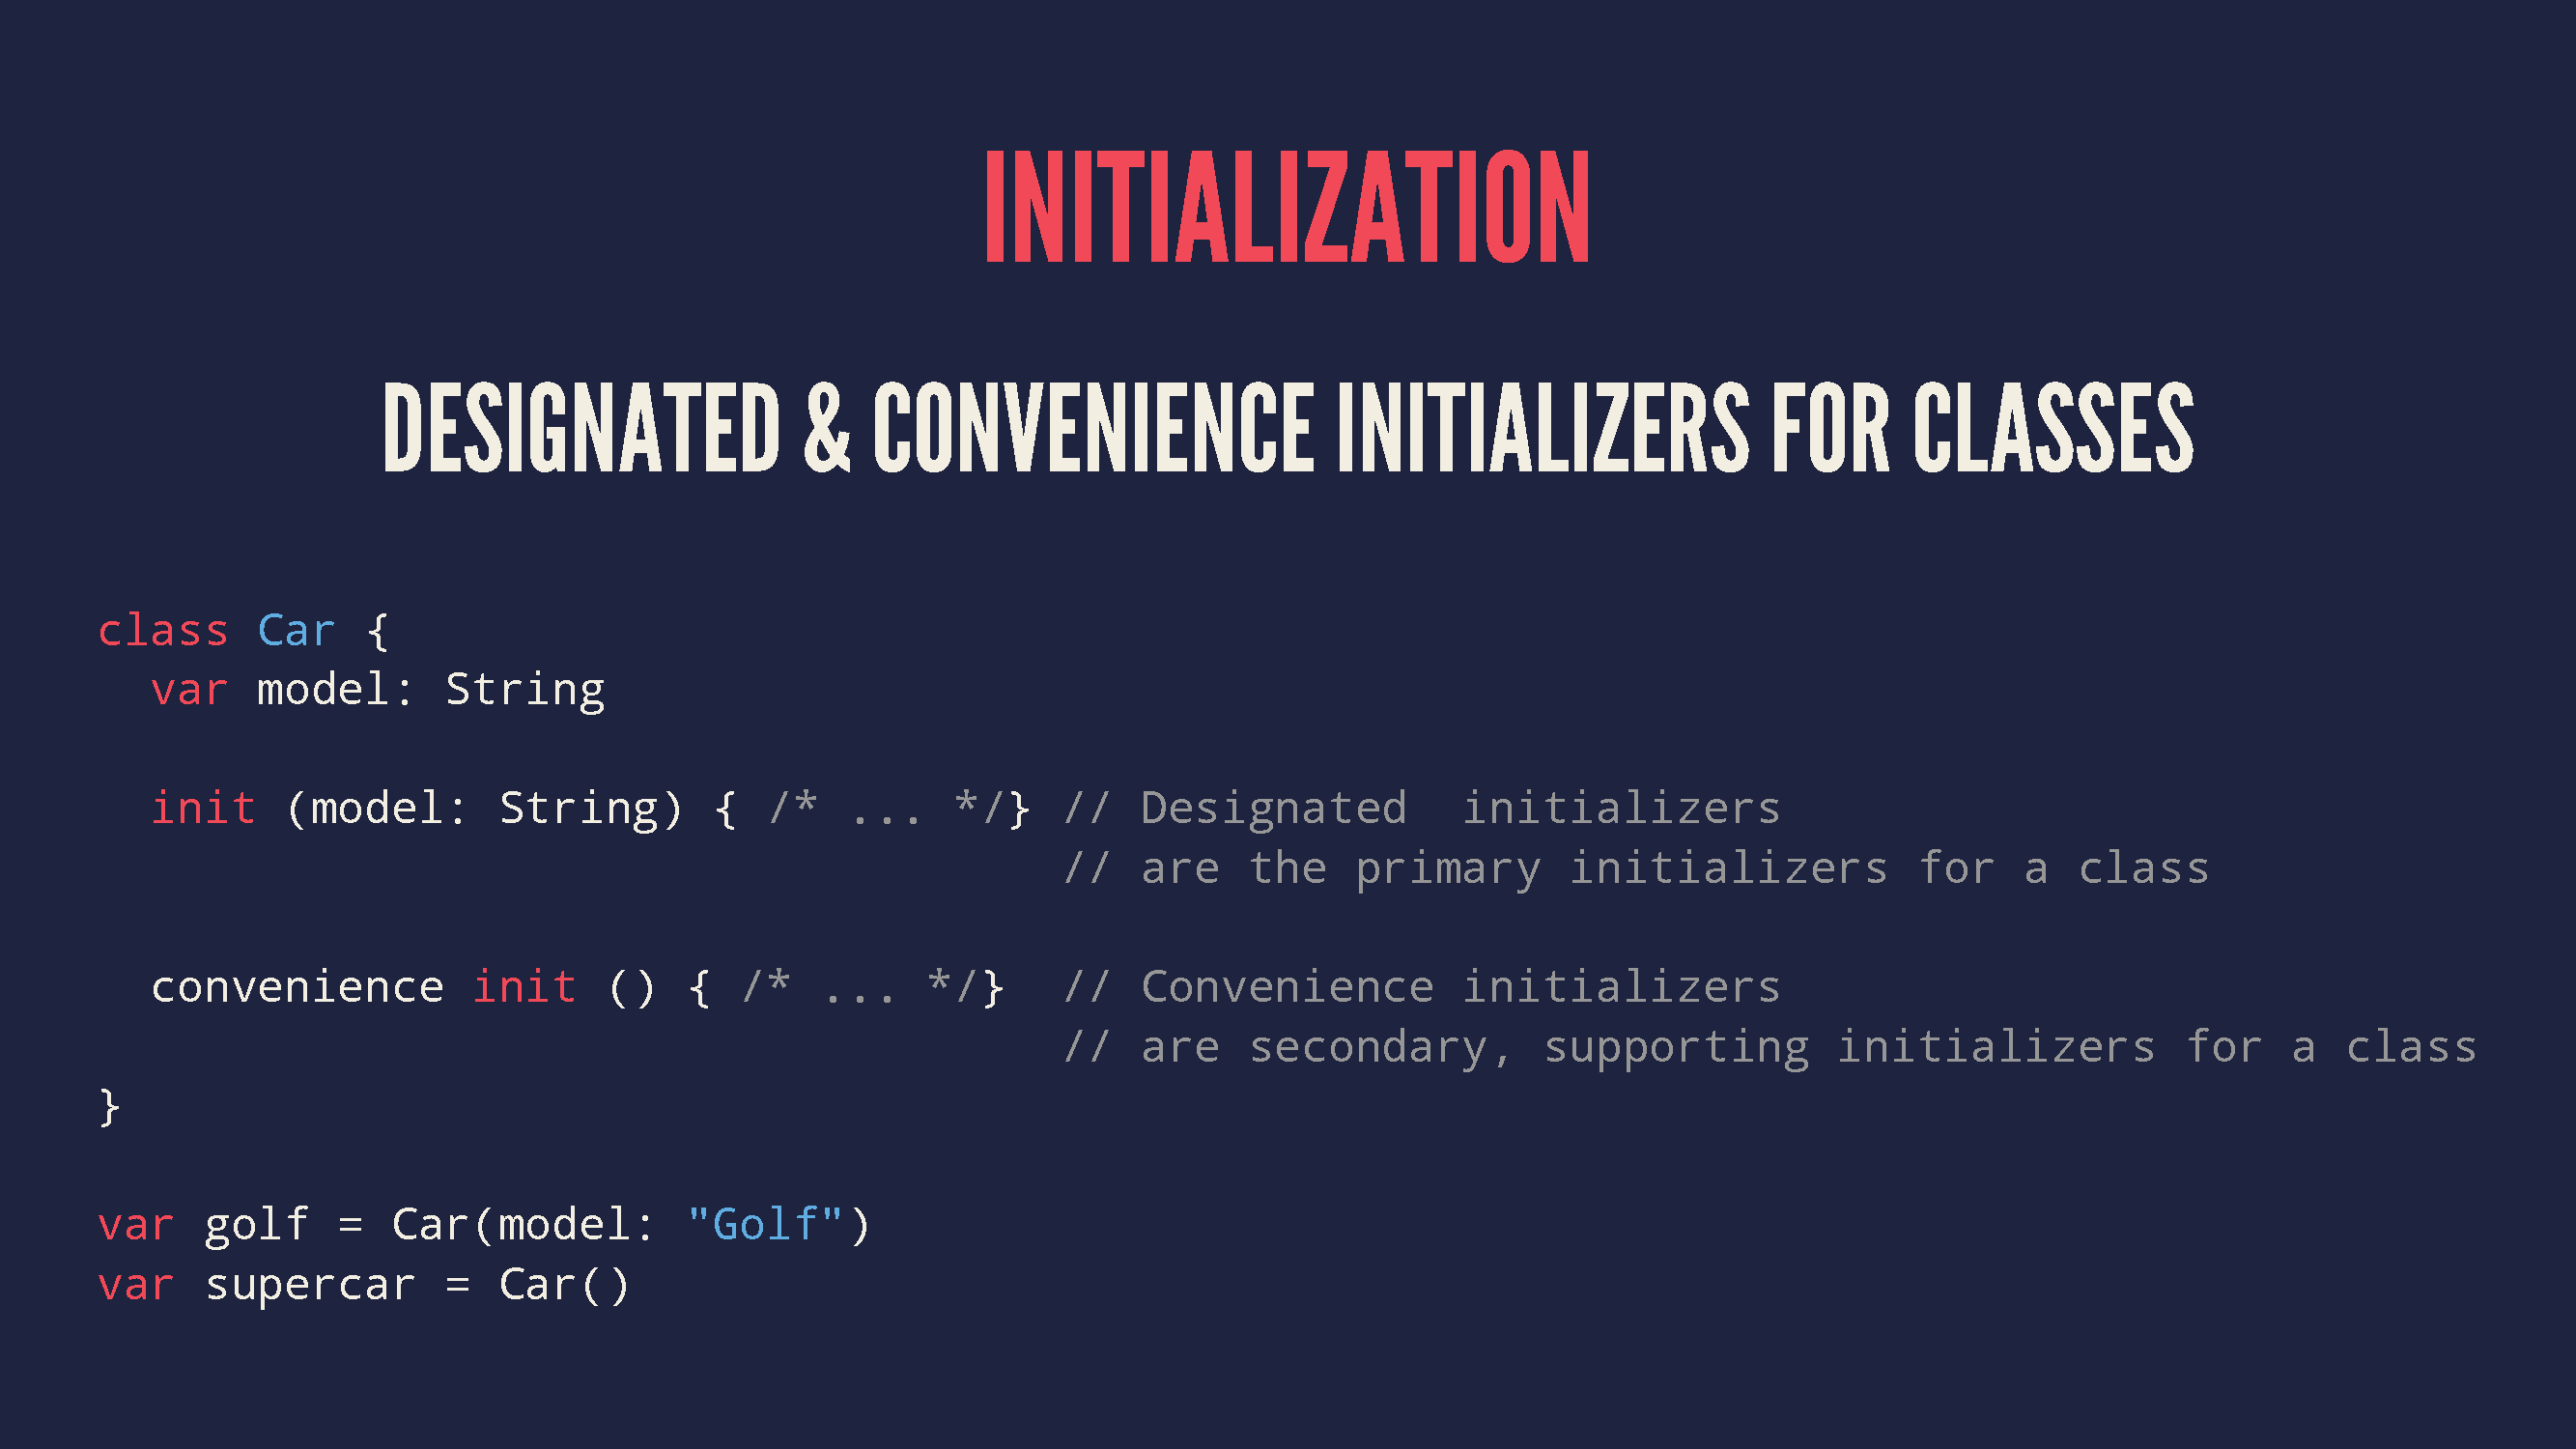 INITIALIZATION
DESIGNATED & CONVENIENCE INITIALIZERS FOR CLASSES
class Car {
  var model: String
  init (model: String) { /* ... */} // Designated initializers
                                    // are the primary initializers for a class
  convenience init () { /* ... */}  // Convenience initializers
                                    // are secondary, supporting initializers for a class
}
var golf = Car(model: "Golf")
var supercar = Car()